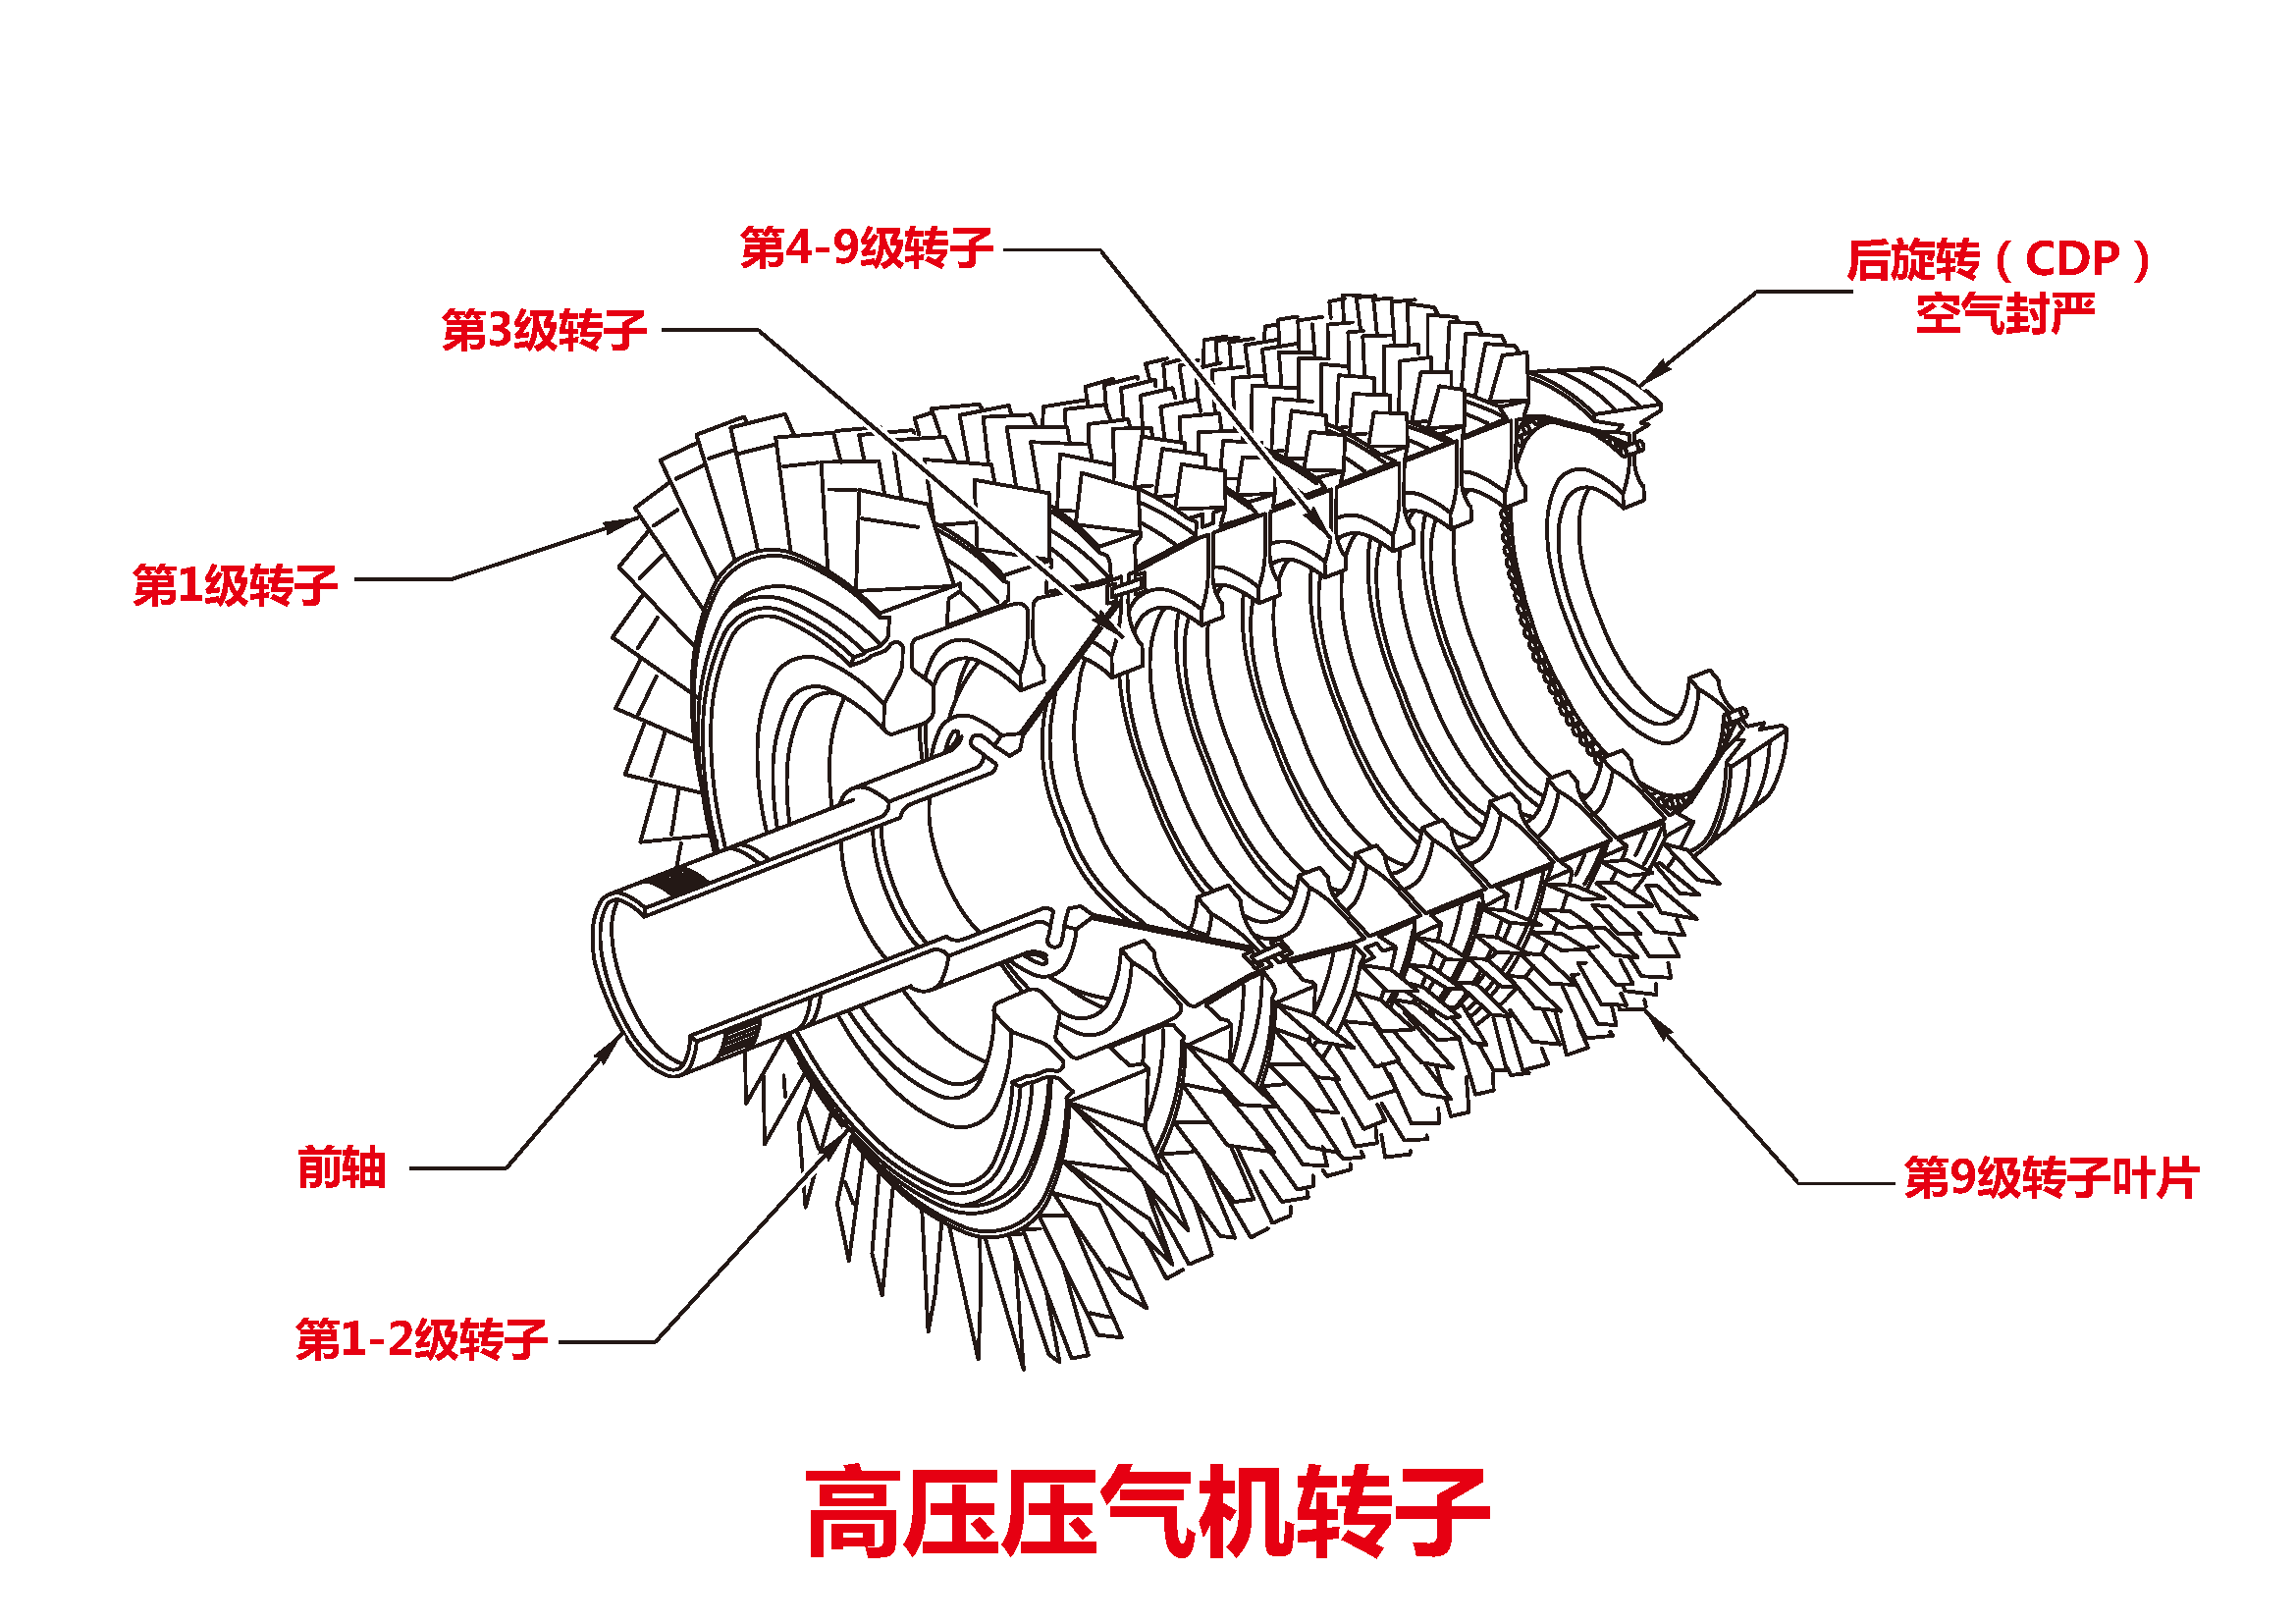 第4-9级转子
后旋转（CDP）
空气封严
第3级转子
第1级转子
前轴
第9级转子叶片
第1-2级转子
高压压气机转子